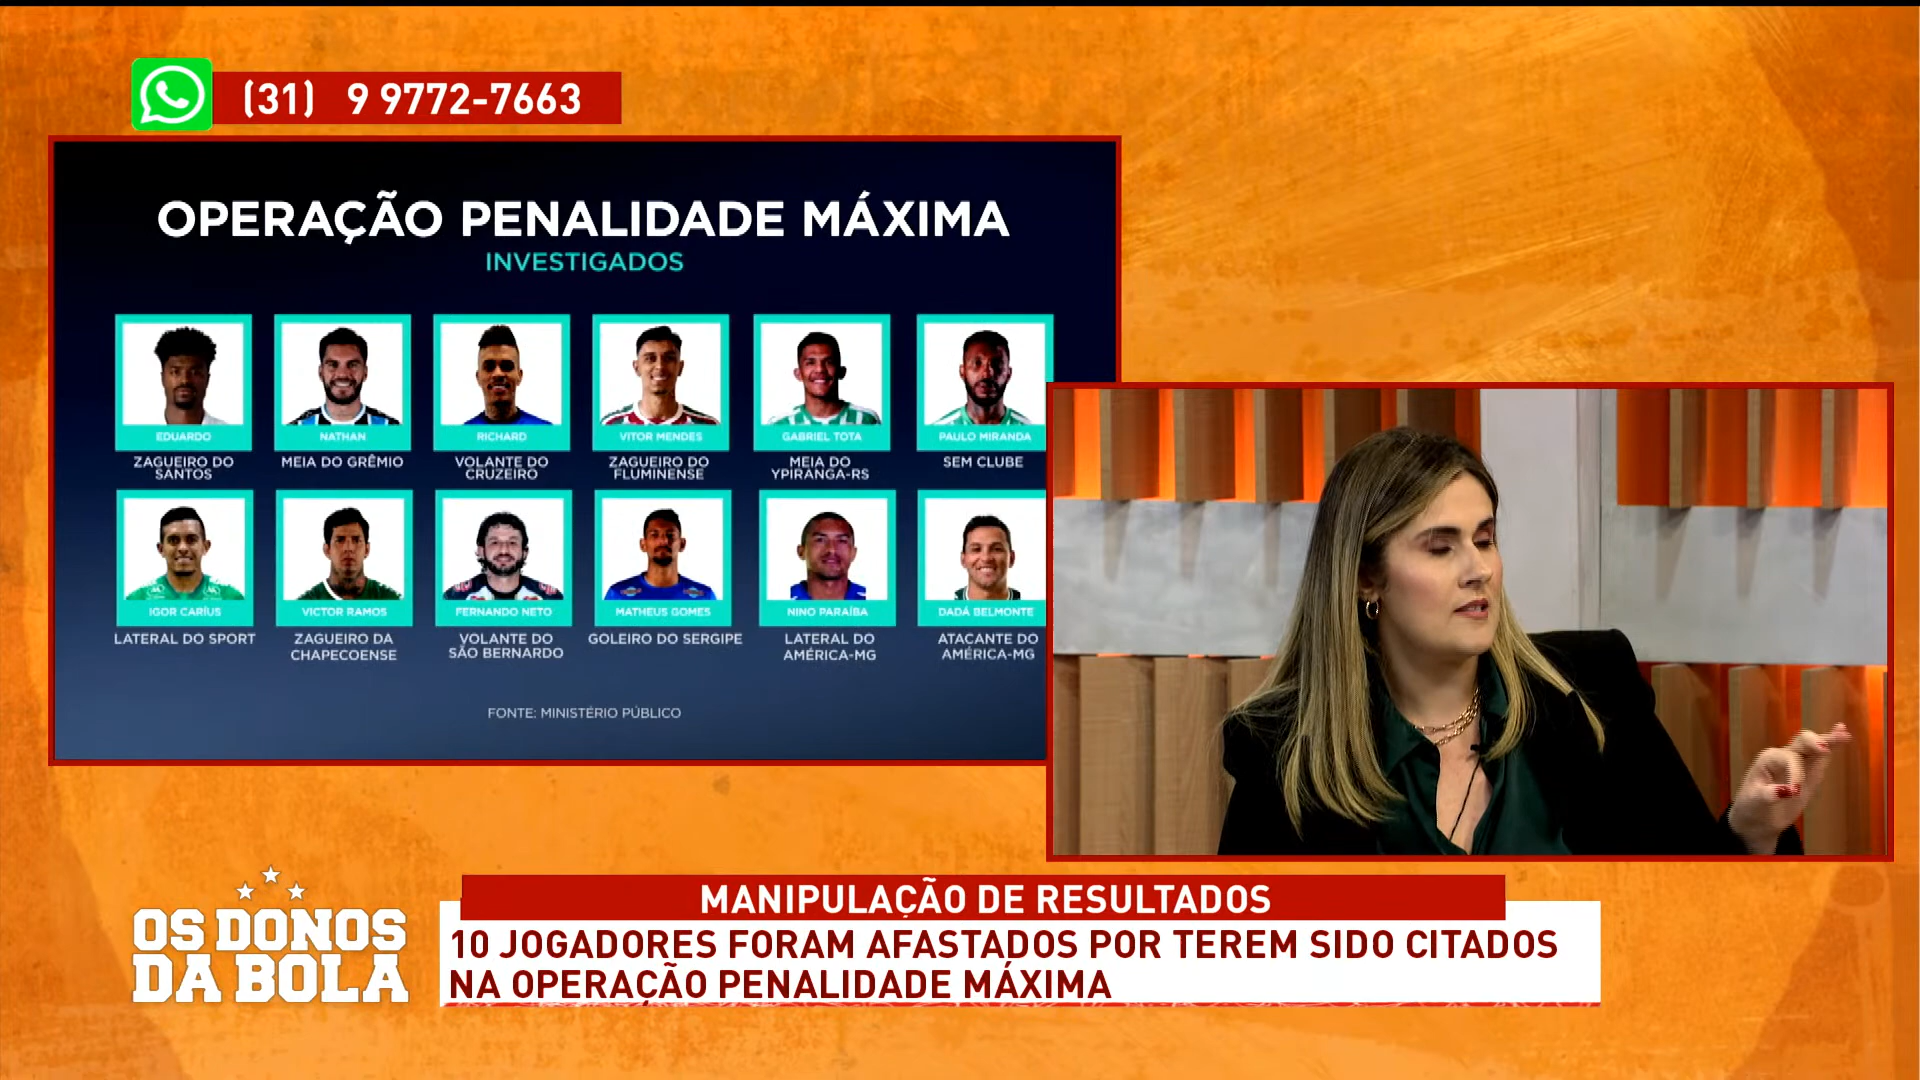 (31) 9 9772-7663
OPERAÇÃO PENALIDADE MÁXIMA
INVESTIGADOS
EDUARDO
ZAGUEIRO DO
SANTOS
NATHAN
MEIA DO GRÊMIO
RICHARD
VOLANTE DO
CRUZEIRO
VITOR MENDES
ZAGUEIRO DO
FLUMINENSE
GABRIEL TOTA
MEIA DO
YPIRANGA-RS
PAULO MIRANDA
SEM CLUBE
IGOR CARÍUS
LATERAL DO SPORT
VICTOR RAMOS
ZAGUEIRO DA
CHAPECOENSE
FERNANDO NETO
VOLANTE DO
SÃO BERNARDO
MATHEUS GOMES
GOLEIRO DO SERGIPE
NINO PARAÍBA
LATERAL DO
AMÉRICA-MG
DADÁ BELMONTE
ATACANTE DO
AMÉRICA-MG
FONTE: MINISTÉRIO PÚBLICO
OS DONOS
DA BOLA
MANIPULAÇÃO DE RESULTADOS
10 JOGADORES FORAM AFASTADOS POR TEREM SIDO CITADOS
NA OPERAÇÃO PENALIDADE MÁXIMA